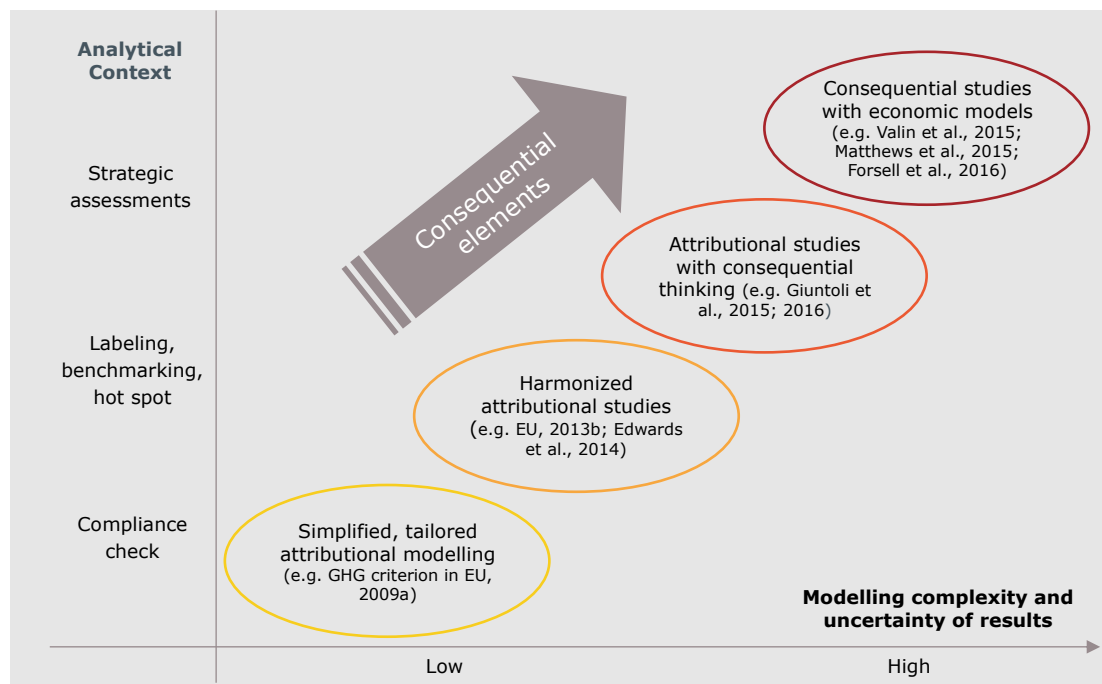 Analytical
Context
Strategic
assessments
Labeling,
benchmarking,
hot spot
Compliance
check
Consequential
elements
Consequential studies
with economic models
(e.g. Valin et al., 2015;
Matthews et al., 2015;
Forsell et al., 2016)
Attributional studies
with consequential
thinking (e.g. Giuntoli et
al., 2015; 2016)
Harmonized
attributional studies
(e.g. EU, 2013b; Edwards
et al., 2014)
Simplified, tailored
attributional modelling
(e.g. GHG criterion in EU,
2009a)
Modelling complexity and
uncertainty of results
Low
High